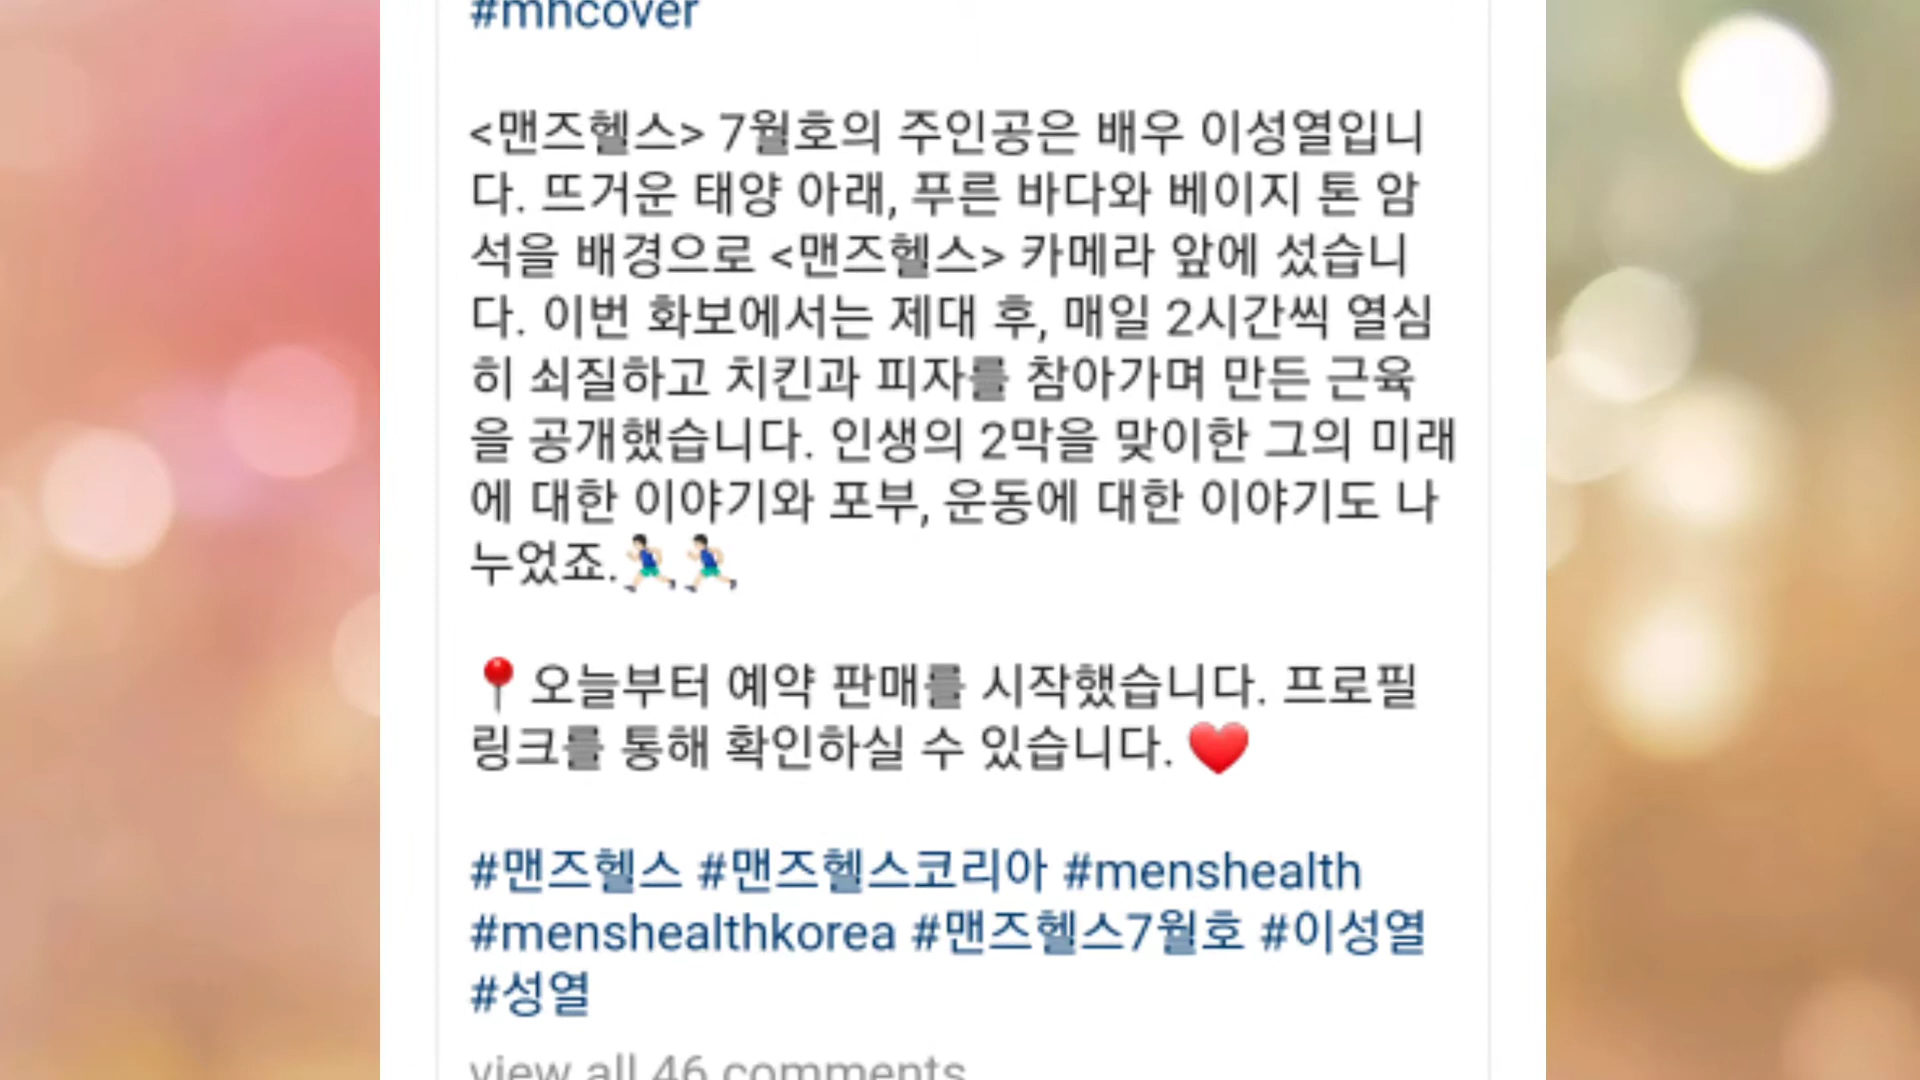 #mhcover
<맨즈헬스> 7월호의 주인공은 배우 이성열입니
다. 뜨거운 태양 아래, 푸른 바다와 베이지 톤 암
석을 배경으로 <맨즈헬스> 카메라 앞에 섰습니
다. 이번 화보에서는 제대 후, 매일 2시간씩 열심
히 쇠질하고 치킨과 피자를 참아가며 만든 근육
을 공개했습니다. 인생의 2막을 맞이한 그의 미래
에 대한 이야기와 포부, 운동에 대한 이야기도 나
누었죠.🏃🏻🏃🏻
📍오늘부터 예약 판매를 시작했습니다. 프로필
링크를 통해 확인하실 수 있습니다. ❤️
#맨즈헬스 #맨즈헬스코리아 #menshealth
#menshealthkorea #맨즈헬스7월호 #이성열
#성열
view all 46 comments